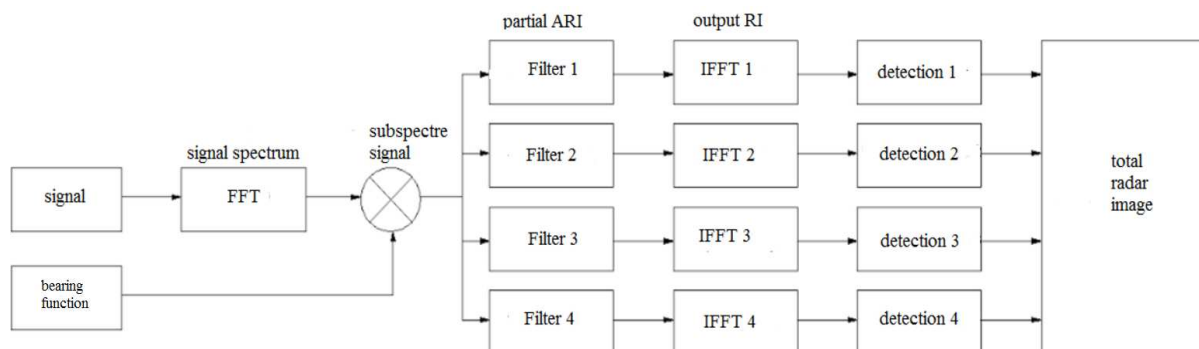 partial ARI
output RI
Filter 1
IFFT 1
detection 1
subspectre
signal
signal spectrum
Filter 2
IFFT 2
detection 2
total
radar
image
signal
FFT
Filter 3
IFFT 3
detection 3
bearing
function
Filter 4
IFFT 4
detection 4